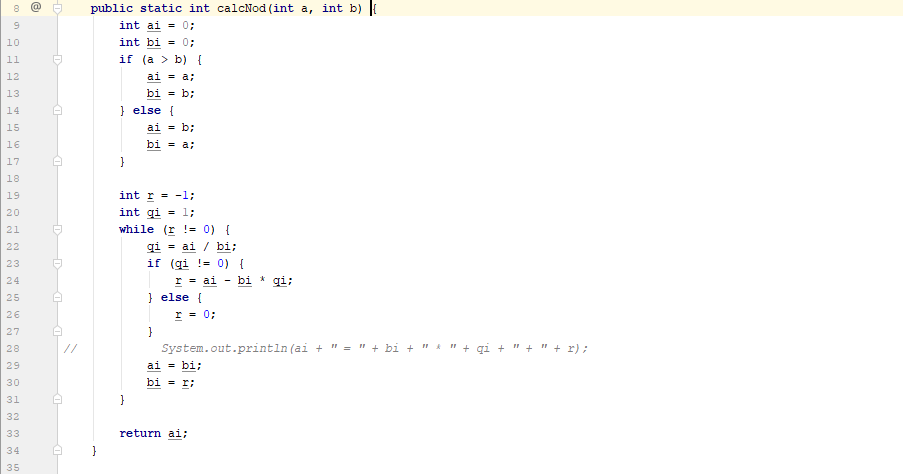 8 @ public static int calcNod(int a, int b) {
9 int ai = 0;
10 int bi = 0;
11 if (a > b) {
12 ai = a;
13 bi = b;
14 } else {
15 ai = b;
16 bi = a;
17 }
18
19 int r = -1;
20 int qi = 1;
21 while (r != 0) {
22 qi = ai / bi;
23 if (qi != 0) {
24 r = ai - bi * qi;
25 } else {
26 r = 0;
27 }
28 // System.out.println(ai + " = " + bi + " * " + qi + " + " + r);
29 ai = bi;
30 bi = r;
31 }
32
33 return ai;
34 }
35